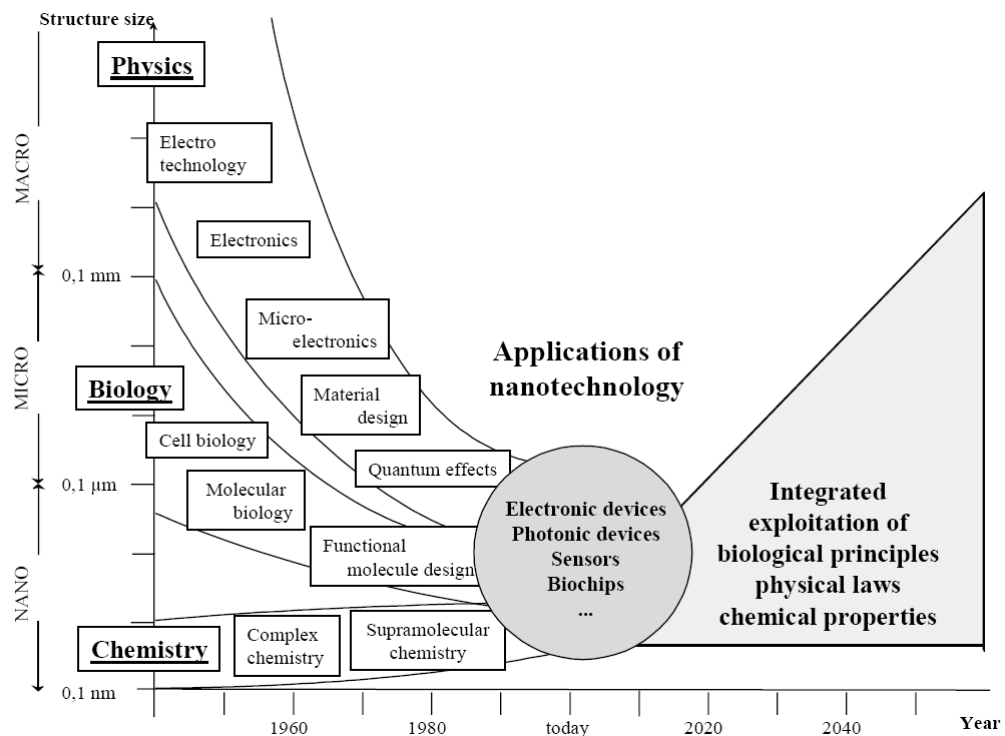 Structure size
Physics
Electro
technology
MACRO
Electronics
0,1 mm
Micro-
electronics
Applications of
nanotechnology
MICRO
Biology
Material
design
Cell biology
Quantum effects
0,1 µm
Molecular
biology
Functional
molecule design
Electronic devices
Photonic devices
Sensors
Biochips
...
Integrated
exploitation of
biological principles
physical laws
chemical properties
NANO
Chemistry
Complex
chemistry
Supramolecular
chemistry
0,1 nm
1960
1980
today
2020
2040
Year